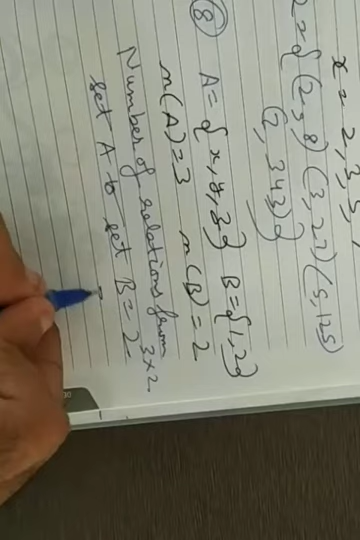 x = 2, 3, 5,
= {(2, 8) (3, 27) (5, 125)
(7, 343)}
⑧ A = {x, y, z} B = {1, 2}
n(A) = 3 n(B) = 2
Number of relations from
set A to set B = 2^{3×2}
=